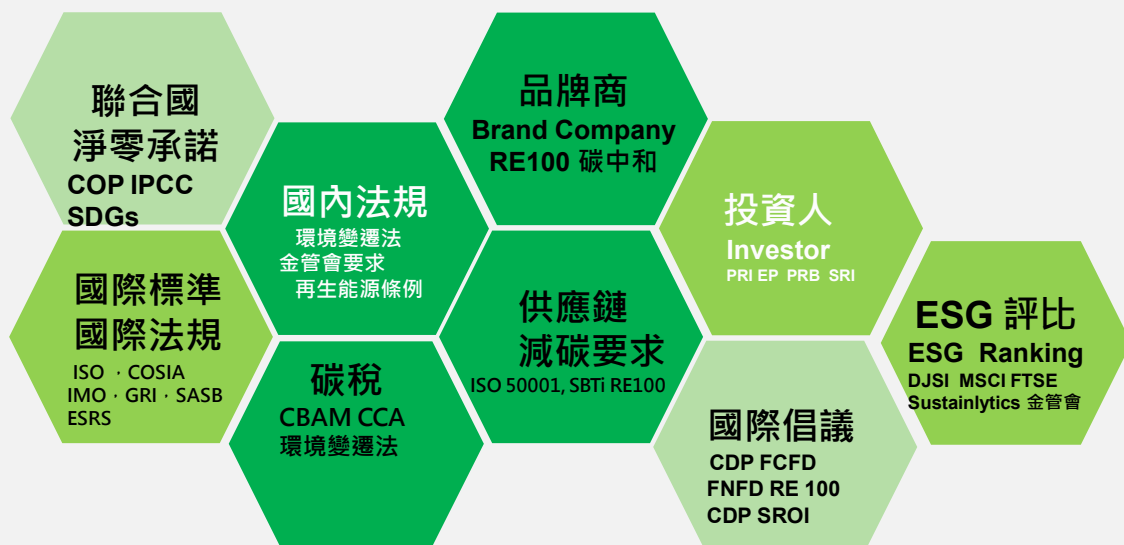 聯合國
淨零承諾
COP IPCC
SDGs
國際標準
國際法規
ISO · COSIA
IMO · GRI · SASB
ESRS
國內法規
環境變遷法
金管會要求
再生能源條例
碳稅
CBAM CCA
環境變遷法
品牌商
Brand Company
RE100 碳中和
供應鏈
減碳要求
ISO 50001, SBTi RE100
投資人
Investor
PRI EP PRB SRI
國際倡議
CDP FCFD
FNFD RE 100
CDP SROI
ESG 評比
ESG Ranking
DJSI MSCI FTSE
Sustainlytics 金管會